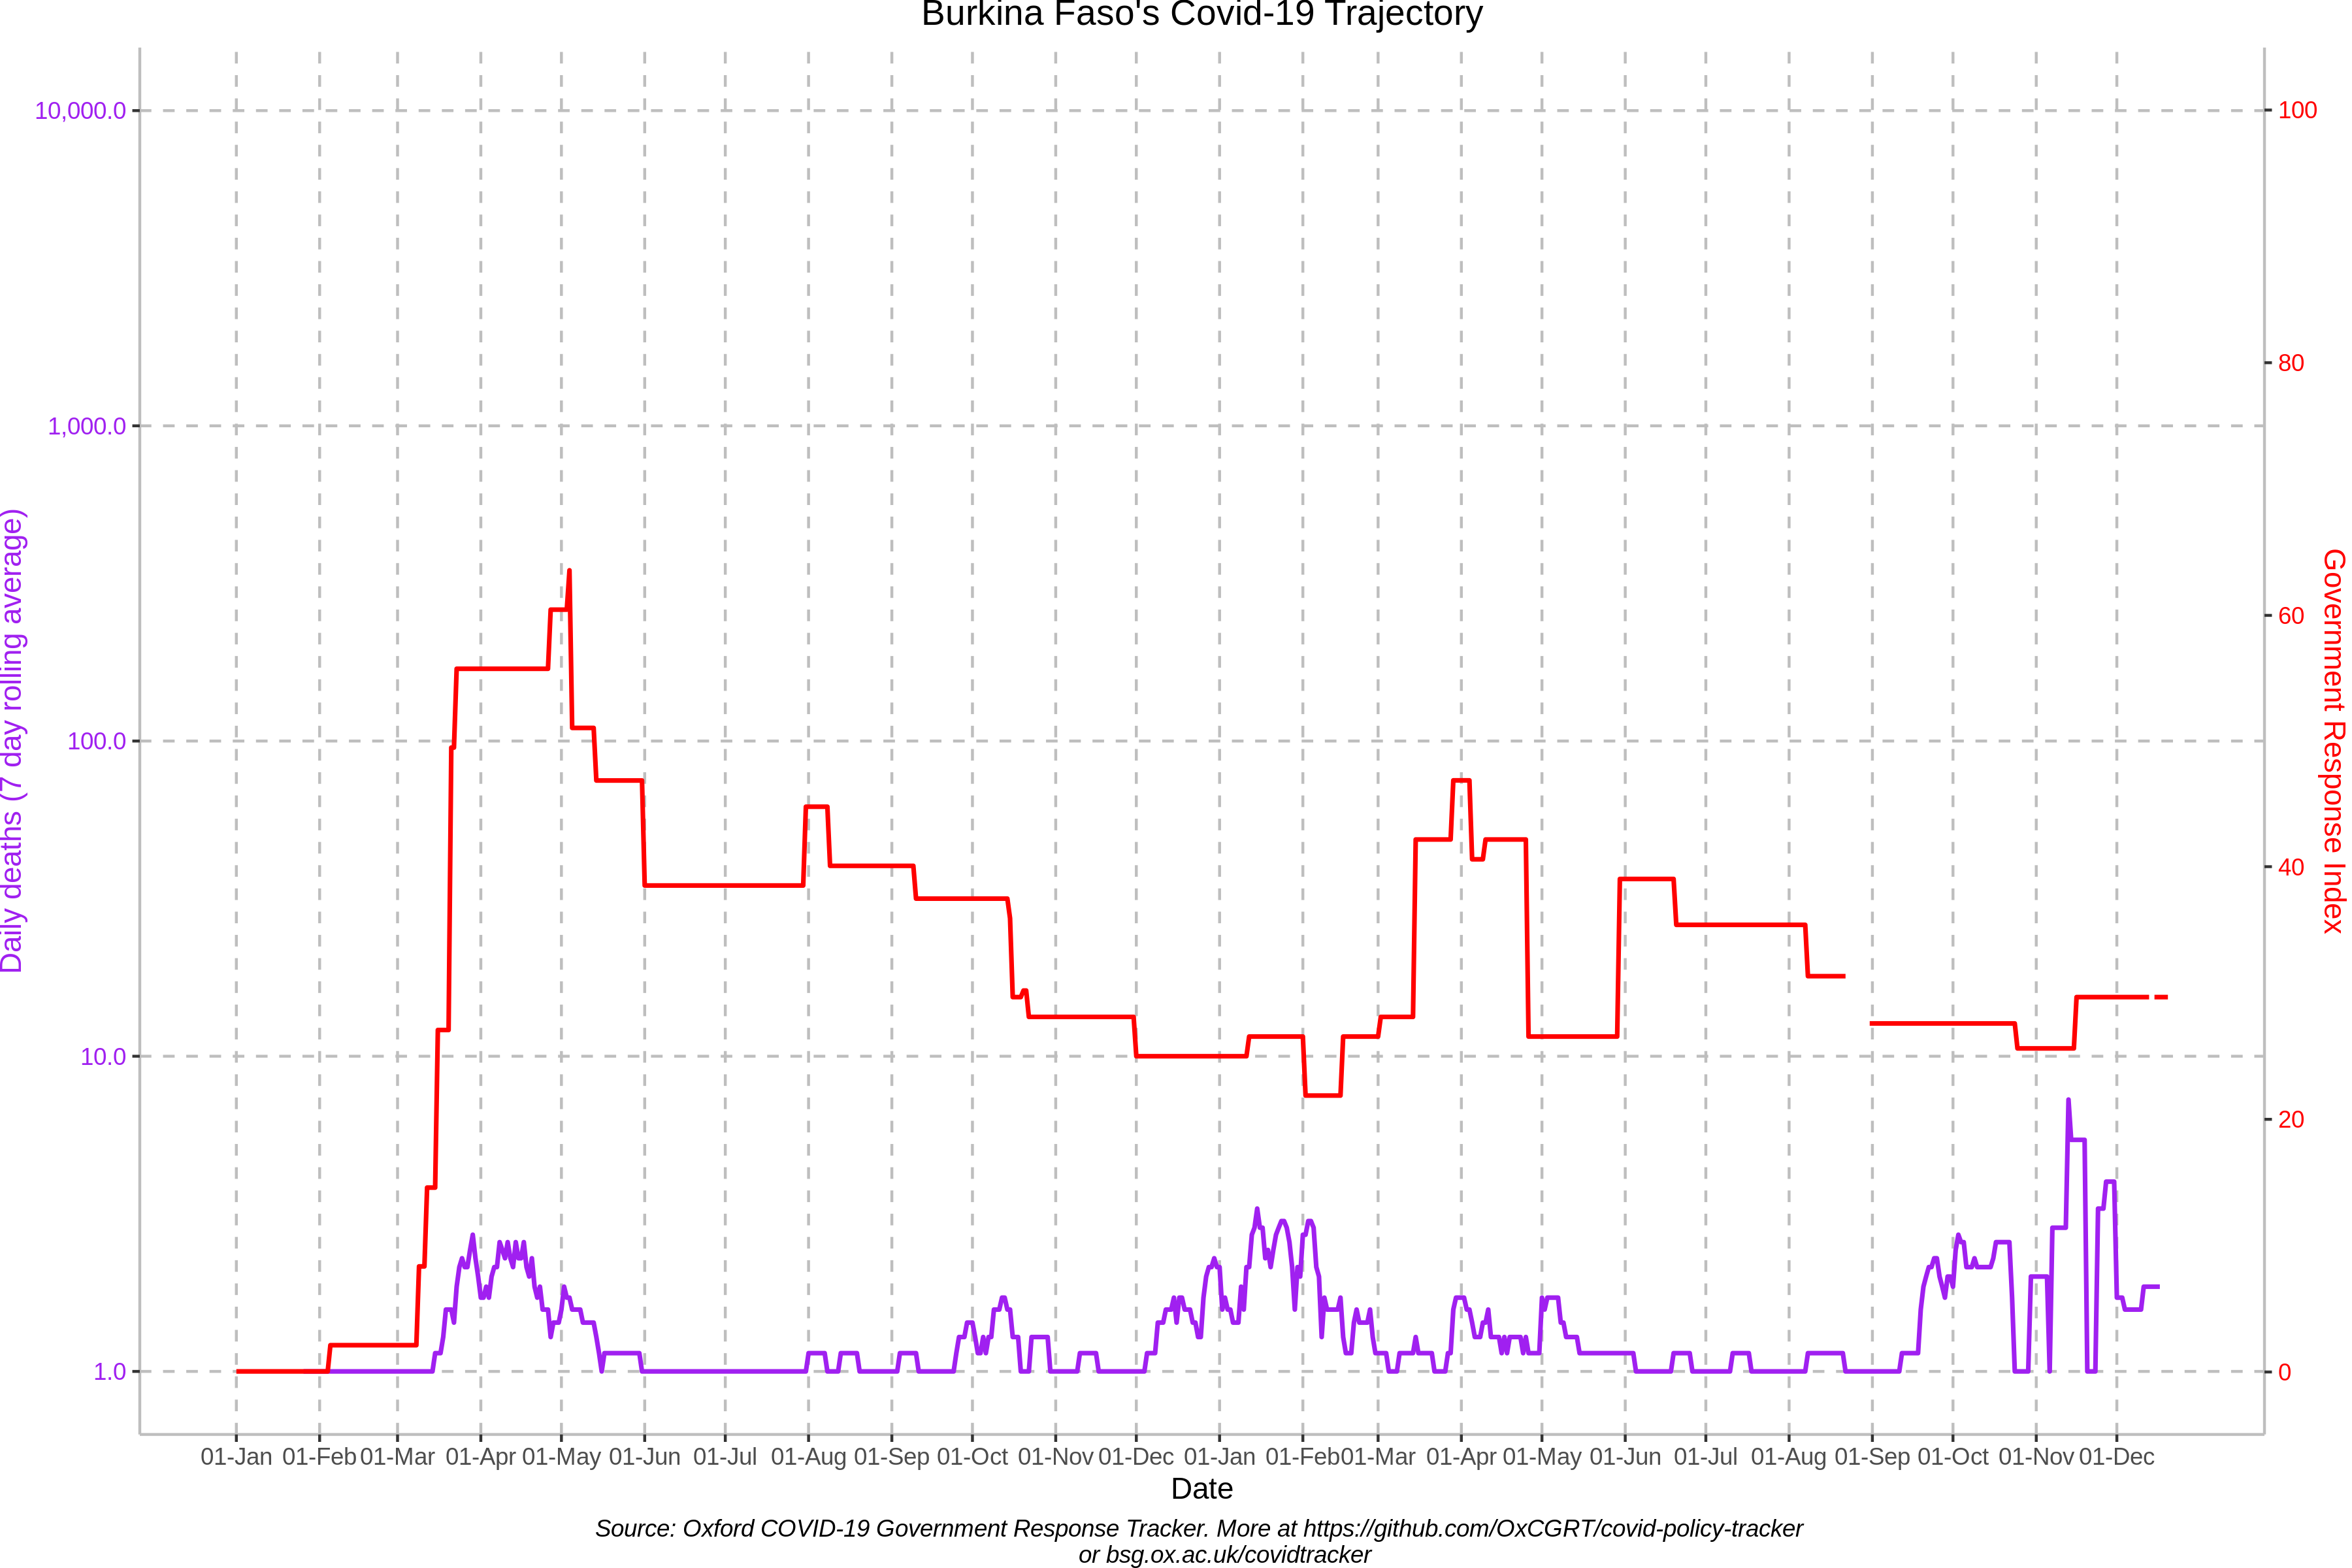 Burkina Faso's Covid-19 Trajectory
10,000.0
1,000.0
100.0
10.0
1.0
Daily deaths (7 day rolling average)
100
80
60
40
20
0
Government Response Index
01-Jan 01-Feb 01-Mar 01-Apr 01-May 01-Jun 01-Jul 01-Aug 01-Sep 01-Oct 01-Nov 01-Dec 01-Jan 01-Feb 01-Mar 01-Apr 01-May 01-Jun 01-Jul 01-Aug 01-Sep 01-Oct 01-Nov 01-Dec
Date
Source: Oxford COVID-19 Government Response Tracker. More at https://github.com/OxCGRT/covid-policy-tracker
or bsg.ox.ac.uk/covidtracker